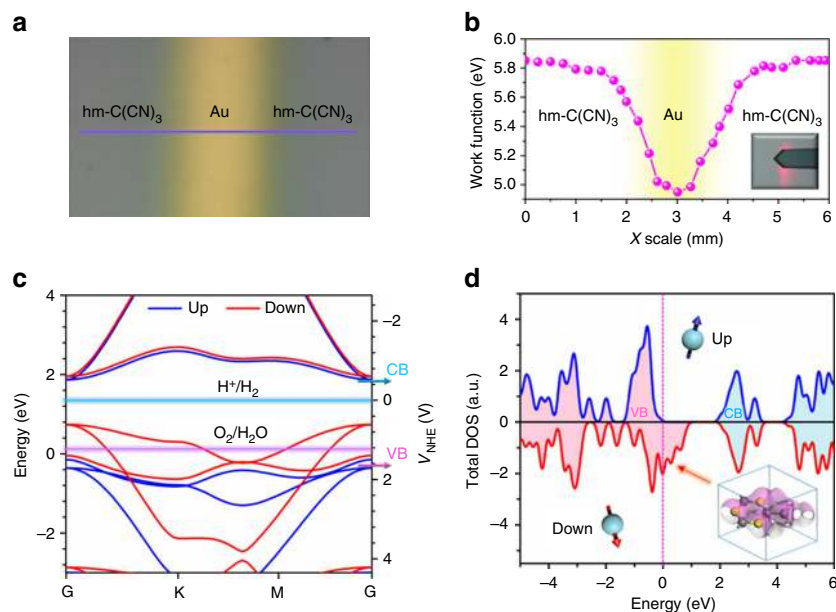 a
hm-C(CN)3 Au hm-C(CN)3
b
6.0
5.8
5.6
5.4
5.2
5.0
Work function (eV)
hm-C(CN)3 Au hm-C(CN)3
0 1 2 3 4 5 6
X scale (mm)
c
4
2
0
−2
Energy (eV)
Up Down
H+/H2
O2/H2O
G K M G
−2
0
2
4
CB
VB
VNHE (V)
d
4
2
0
−2
−4
Total DOS (a.u.)
Up
VB CB
Down
−4 −2 0 2 4 6
Energy (eV)